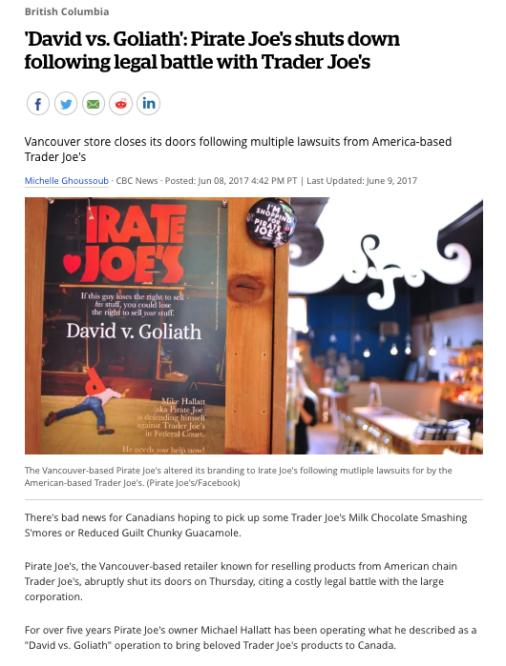 British Columbia
'David vs. Goliath': Pirate Joe's shuts down
following legal battle with Trader Joe's
Vancouver store closes its doors following multiple lawsuits from America-based
Trader Joe's
Michelle Ghoussoub · CBC News · Posted: Jun 08, 2017 4:42 PM PT | Last Updated: June 9, 2017
IRATE
JOE'S
If this guy loses the right to sell
his stuff, you could lose
the right to sell your stuff.
David v. Goliath
Mike Hallatt
aka Pirate Joe
is defending himself
against Trader Joe's
in Federal Court.
He needs your help now!
I'M
SHOPPING
FOR
PIRATE
JOE'S
The Vancouver-based Pirate Joe's altered its branding to Irate Joe's following mutliple lawsuits for by the
American-based Trader Joe's. (Pirate Joe's/Facebook)
There's bad news for Canadians hoping to pick up some Trader Joe's Milk Chocolate Smashing
S'mores or Reduced Guilt Chunky Guacamole.
Pirate Joe's, the Vancouver-based retailer known for reselling products from American chain
Trader Joe's, abruptly shut its doors on Thursday, citing a costly legal battle with the large
corporation.
For over five years Pirate Joe's owner Michael Hallatt has been operating what he described as a
"David vs. Goliath" operation to bring beloved Trader Joe's products to Canada.